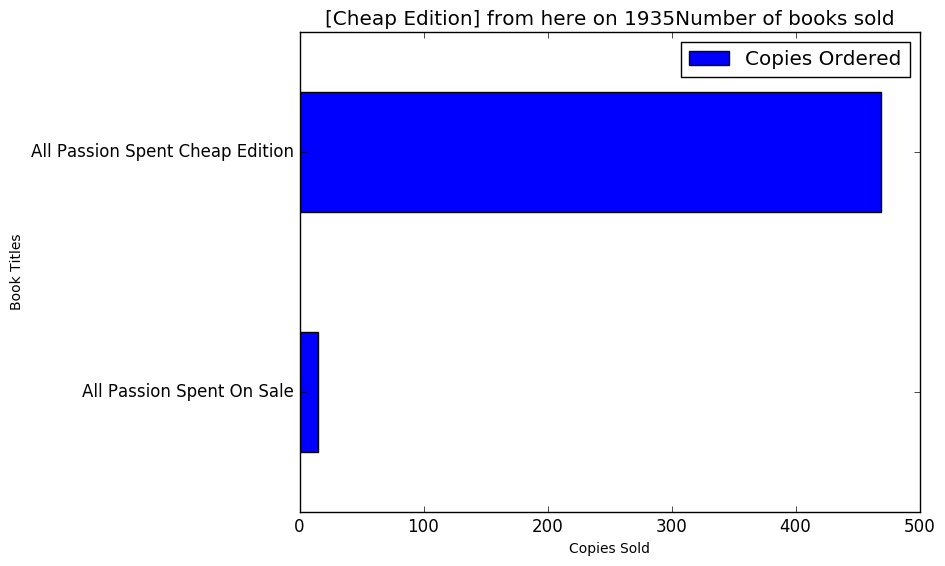 [Cheap Edition] from here on 1935Number of books sold
Copies Ordered
All Passion Spent Cheap Edition
Book Titles
All Passion Spent On Sale
0 100 200 300 400 500
Copies Sold